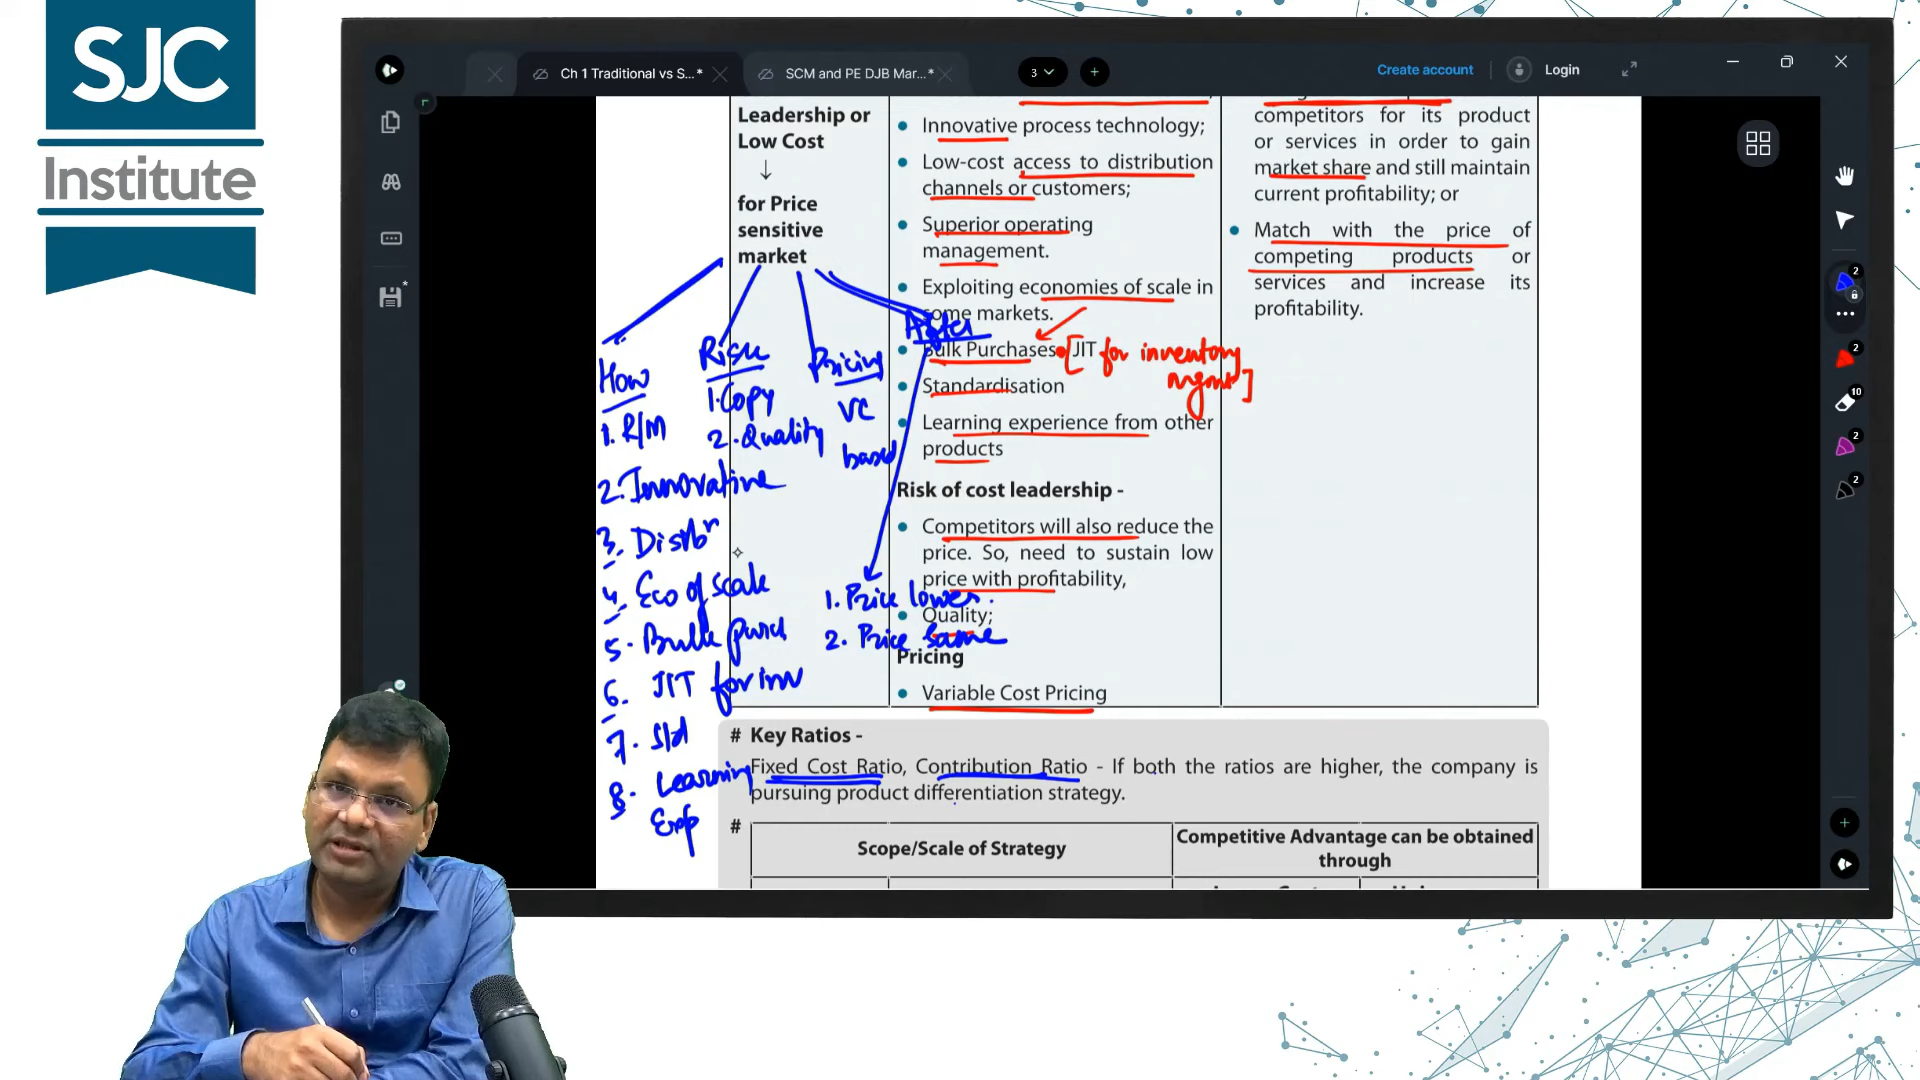 SJC
Institute
Ch 1 Traditional vs S...*
SCM and PE DJB Mar...*
3
Create account
Login
Leadership or
Low Cost
↓
for Price
sensitive
market
Innovative process technology;
Low-cost access to distribution
channels or customers;
Superior operating
management.
Exploiting economies of scale in
some markets.
Bulk Purchases [JIT for inventory
mgmt]
Standardisation
Learning experience from other
products
Risk of cost leadership -
Competitors will also reduce the
price. So, need to sustain low
price with profitability,
Quality;
Pricing
Variable Cost Pricing
competitors for its product
or services in order to gain
market share and still maintain
current profitability; or
Match with the price of
competing products or
services and increase its
profitability.
How
1. R/M
2. Innovative
3. Distbn
4. Eco of scale
5. Bulk purch
6. JIT for inv
7. Std
8. Learning
Exp
Risk
1. Copy
2. Quality
Pricing
VC
based
After
1. Price lower.
2. Price same
# Key Ratios -
Fixed Cost Ratio, Contribution Ratio - If both the ratios are higher, the company is
pursuing product differentiation strategy.
#
Scope/Scale of Strategy
Competitive Advantage can be obtained
through
2
2
10
2
2